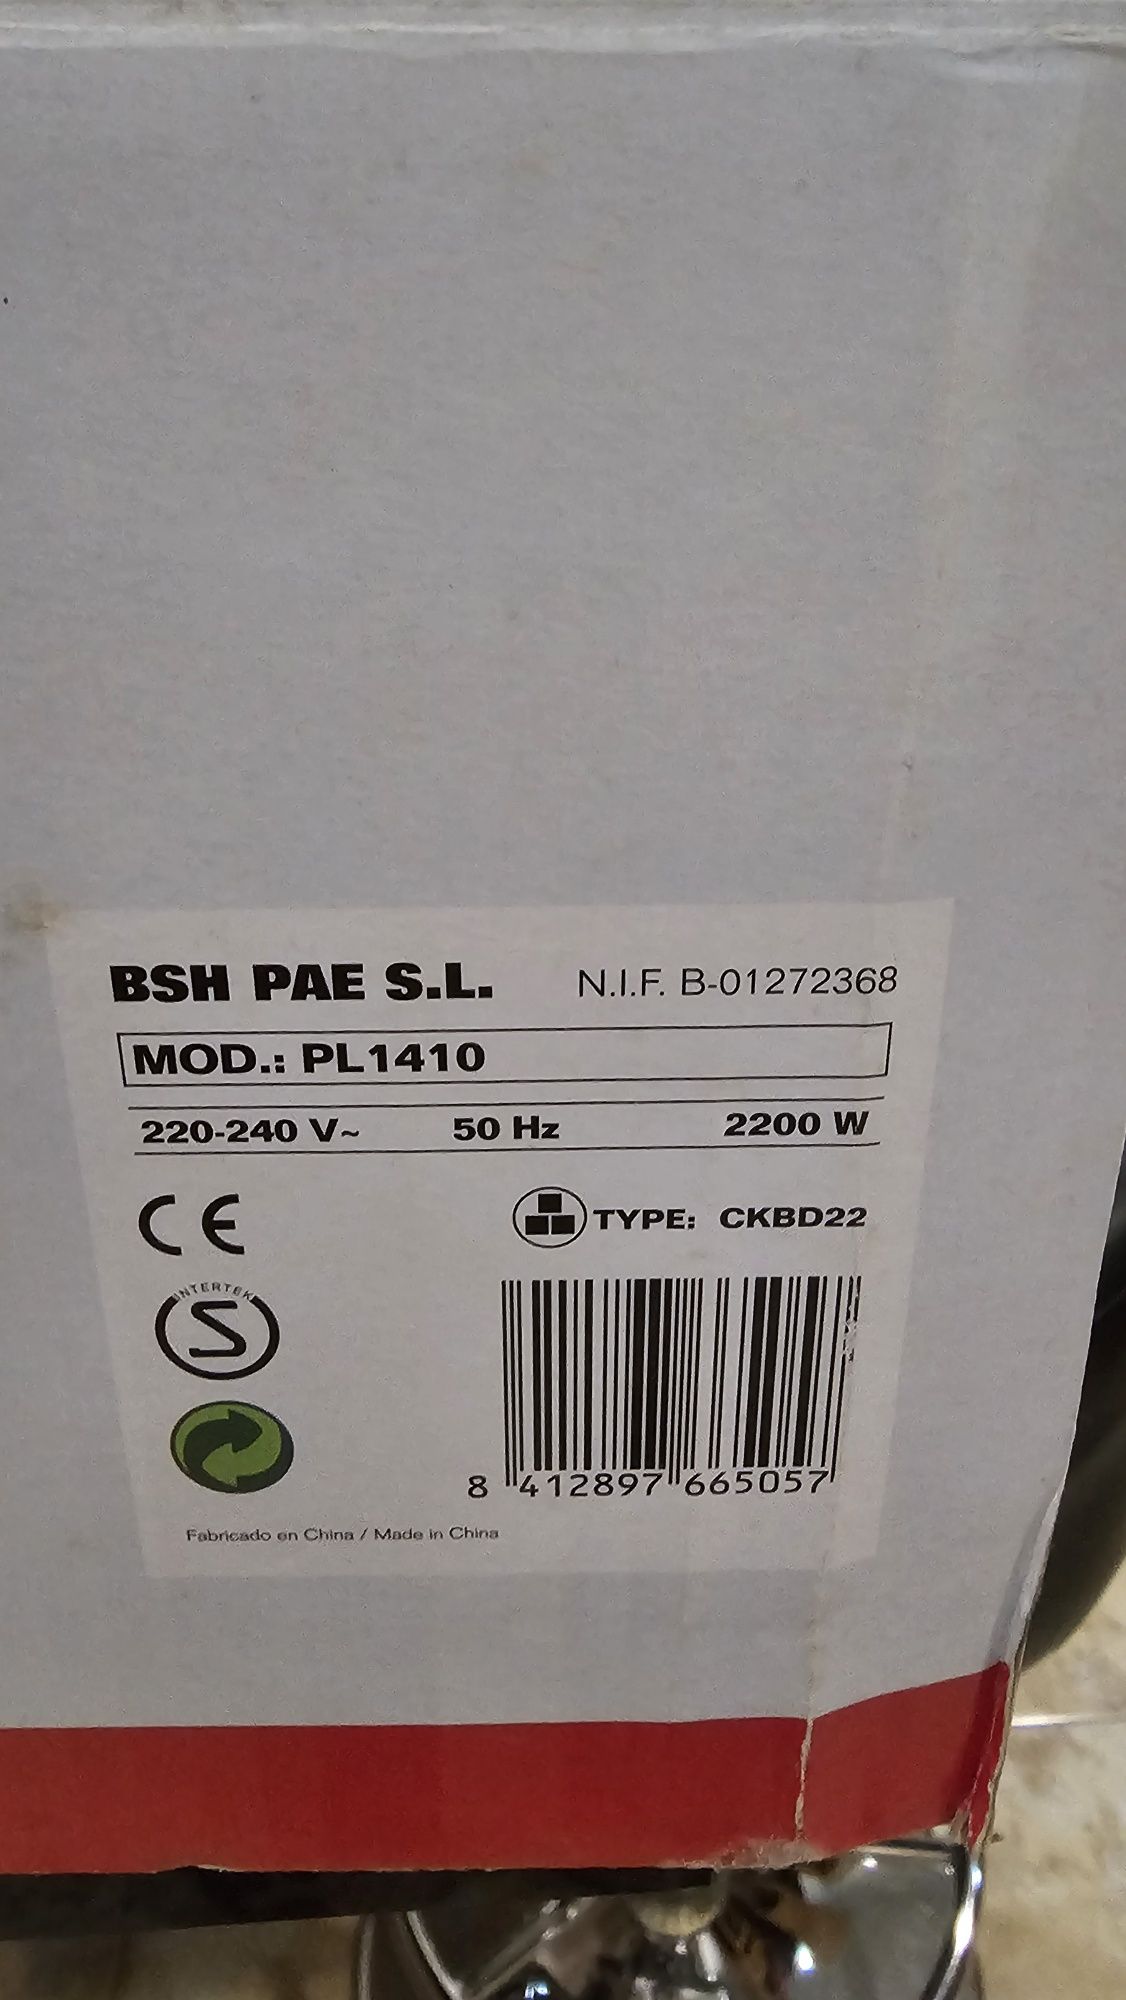 BSH PAE S.L. N.I.F. B-01272368
MOD.: PL1410
220-240 V~ 50 Hz 2200 W
CE
TYPE: CKBD22
INTERTEK
S
8 412897 665057
Fabricado en China / Made in China